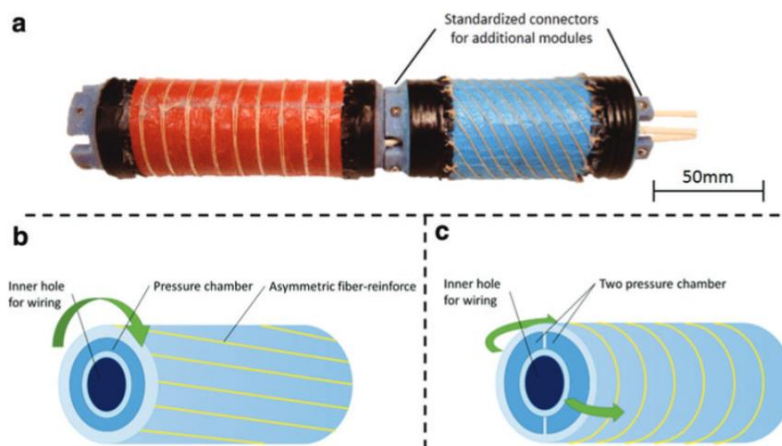 a
Standardized connectors
for additional modules
50mm
b
Inner hole
for wiring
Pressure chamber
Asymmetric fiber-reinforce
c
Inner hole
for wiring
Two pressure chamber